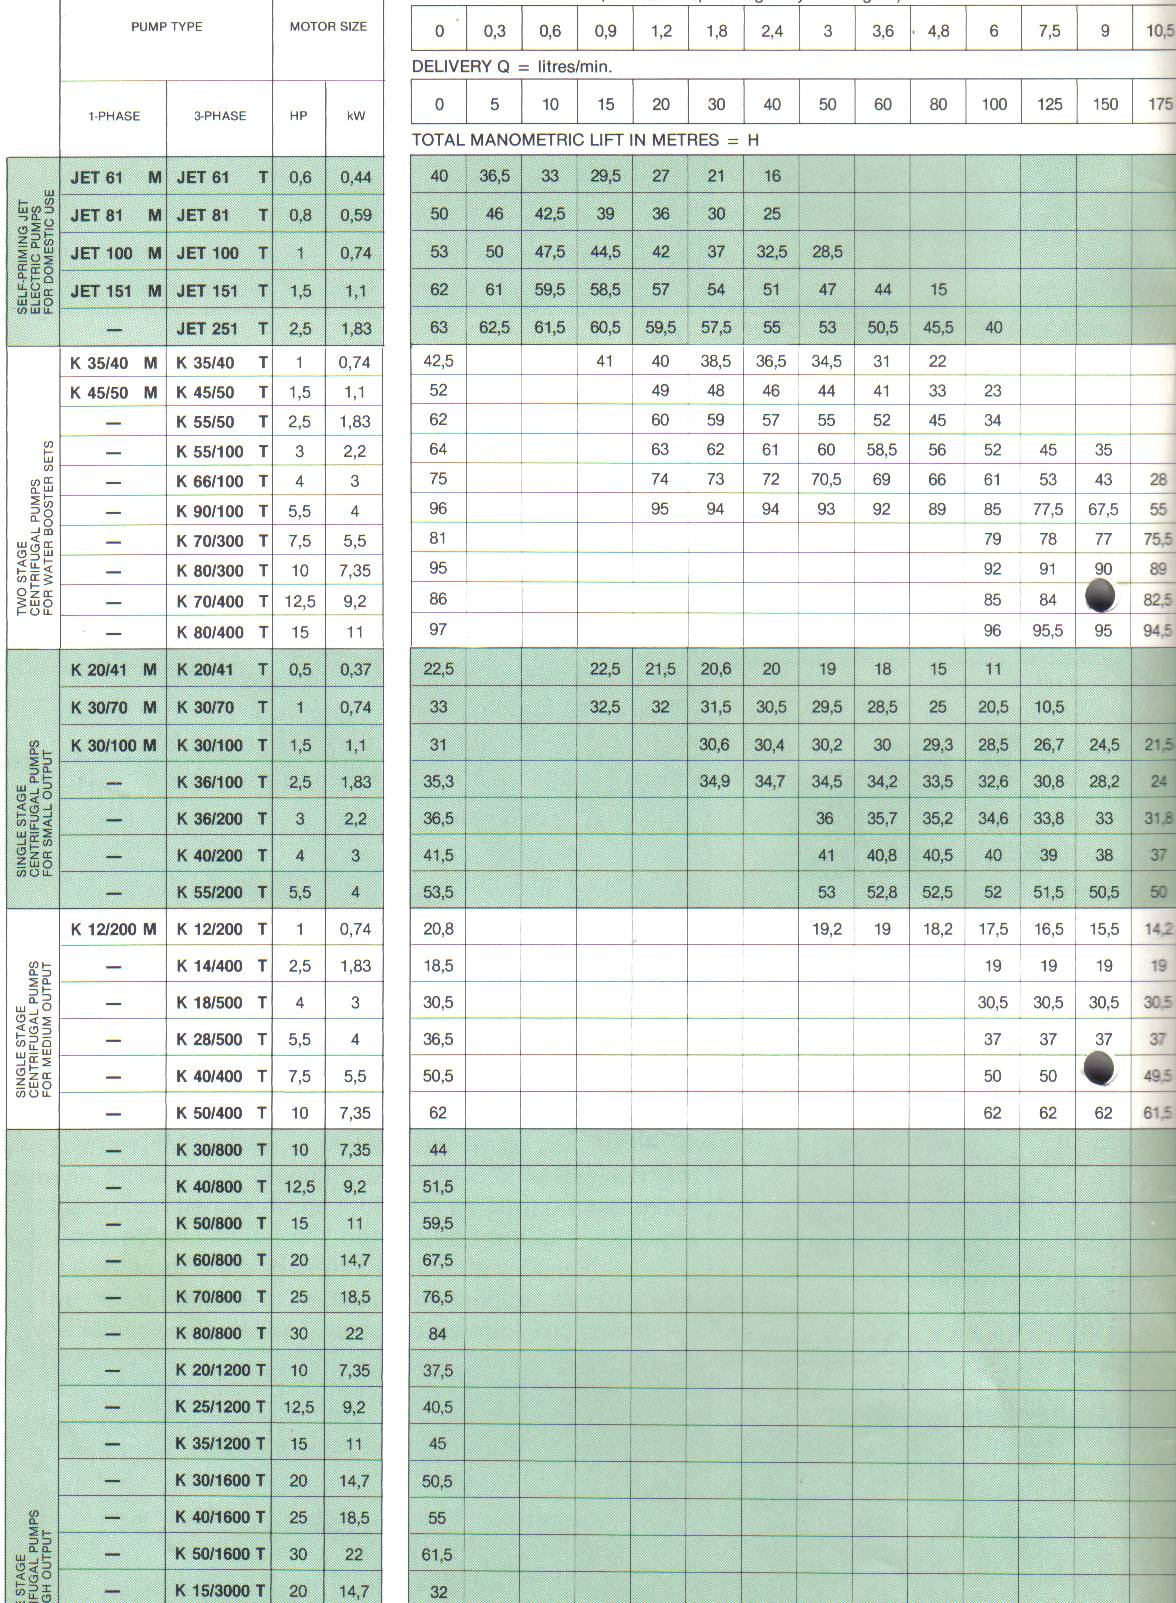 PUMP TYPE MOTOR SIZE
0 0,3 0,6 0,9 1,2 1,8 2,4 3 3,6 4,8 6 7,5 9 10,5
DELIVERY Q = litres/min.
1-PHASE 3-PHASE HP kW 0 5 10 15 20 30 40 50 60 80 100 125 150 175
TOTAL MANOMETRIC LIFT IN METRES = H
SELF-PRIMING JET
ELECTRIC PUMPS
FOR DOMESTIC USE
JET 61 M JET 61 T 0,6 0,44 40 36,5 33 29,5 27 21 16
JET 81 M JET 81 T 0,8 0,59 50 46 42,5 39 36 30 25
JET 100 M JET 100 T 1 0,74 53 50 47,5 44,5 42 37 32,5 28,5
JET 151 M JET 151 T 1,5 1,1 62 61 59,5 58,5 57 54 51 47 44 15
— JET 251 T 2,5 1,83 63 62,5 61,5 60,5 59,5 57,5 55 53 50,5 45,5 40
TWO STAGE
CENTRIFUGAL PUMPS
FOR WATER BOOSTER SETS
K 35/40 M K 35/40 T 1 0,74 42,5 41 40 38,5 36,5 34,5 31 22
K 45/50 M K 45/50 T 1,5 1,1 52 49 48 46 44 41 33 23
— K 55/50 T 2,5 1,83 62 60 59 57 55 52 45 34
— K 55/100 T 3 2,2 64 63 62 61 60 58,5 56 52 45 35
— K 66/100 T 4 3 75 74 73 72 70,5 69 66 61 53 43 28
— K 90/100 T 5,5 4 96 95 94 94 93 92 89 85 77,5 67,5 55
— K 70/300 T 7,5 5,5 81 79 78 77 75,5
— K 80/300 T 10 7,35 95 92 91 90 89
— K 70/400 T 12,5 9,2 86 85 84 82,5
— K 80/400 T 15 11 97 96 95,5 95 94,5
SINGLE STAGE
CENTRIFUGAL PUMPS
FOR SMALL OUTPUT
K 20/41 M K 20/41 T 0,5 0,37 22,5 22,5 21,5 20,6 20 19 18 15 11
K 30/70 M K 30/70 T 1 0,74 33 32,5 32 31,5 30,5 29,5 28,5 25 20,5 10,5
K 30/100 M K 30/100 T 1,5 1,1 31 30,6 30,4 30,2 30 29,3 28,5 26,7 24,5 21,5
— K 36/100 T 2,5 1,83 35,3 34,9 34,7 34,5 34,2 33,5 32,6 30,8 28,2 24
— K 36/200 T 3 2,2 36,5 36 35,7 35,2 34,6 33,8 33 31,8
— K 40/200 T 4 3 41,5 41 40,8 40,5 40 39 38 37
— K 55/200 T 5,5 4 53,5 53 52,8 52,5 52 51,5 50,5 50
SINGLE STAGE
CENTRIFUGAL PUMPS
FOR MEDIUM OUTPUT
K 12/200 M K 12/200 T 1 0,74 20,8 19,2 19 18,2 17,5 16,5 15,5 14,2
— K 14/400 T 2,5 1,83 18,5 19 19 19 19
— K 18/500 T 4 3 30,5 30,5 30,5 30,5 30,5
— K 28/500 T 5,5 4 36,5 37 37 37 37
— K 40/400 T 7,5 5,5 50,5 50 50 49,5
— K 50/400 T 10 7,35 62 62 62 62 61,5
— K 30/800 T 10 7,35 44
— K 40/800 T 12,5 9,2 51,5
— K 50/800 T 15 11 59,5
— K 60/800 T 20 14,7 67,5
— K 70/800 T 25 18,5 76,5
— K 80/800 T 30 22 84
— K 20/1200 T 10 7,35 37,5
— K 25/1200 T 12,5 9,2 40,5
— K 35/1200 T 15 11 45
— K 30/1600 T 20 14,7 50,5
— K 40/1600 T 25 18,5 55
— K 50/1600 T 30 22 61,5
— K 15/3000 T 20 14,7 32
STAGE
PUMPS
OUTPUT